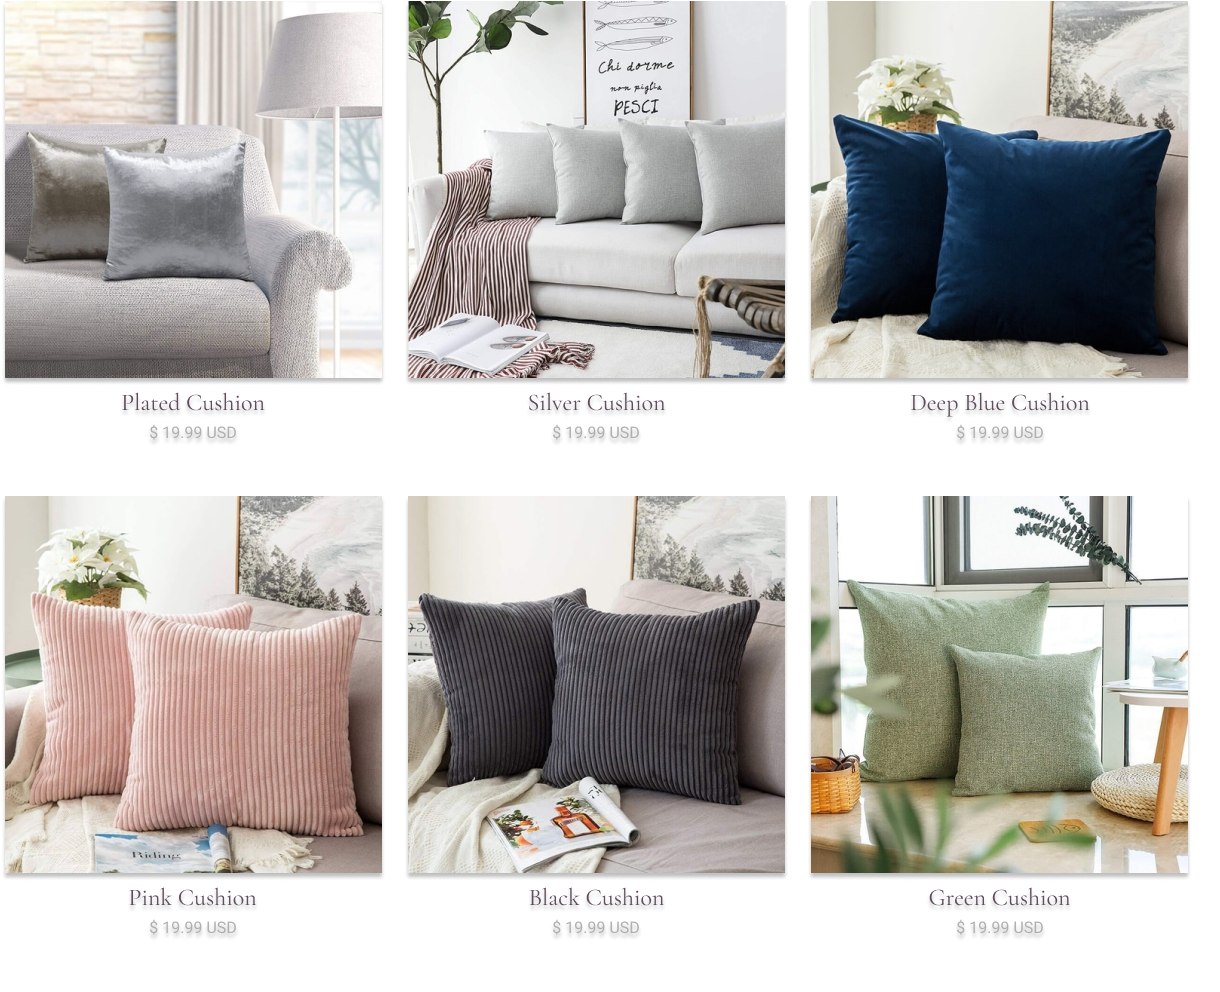 Chi dorme
non piglia
PESCI
Plated Cushion
Silver Cushion
Deep Blue Cushion
$ 19.99 USD
$ 19.99 USD
$ 19.99 USD
Riding
Pink Cushion
Black Cushion
Green Cushion
$ 19.99 USD
$ 19.99 USD
$ 19.99 USD